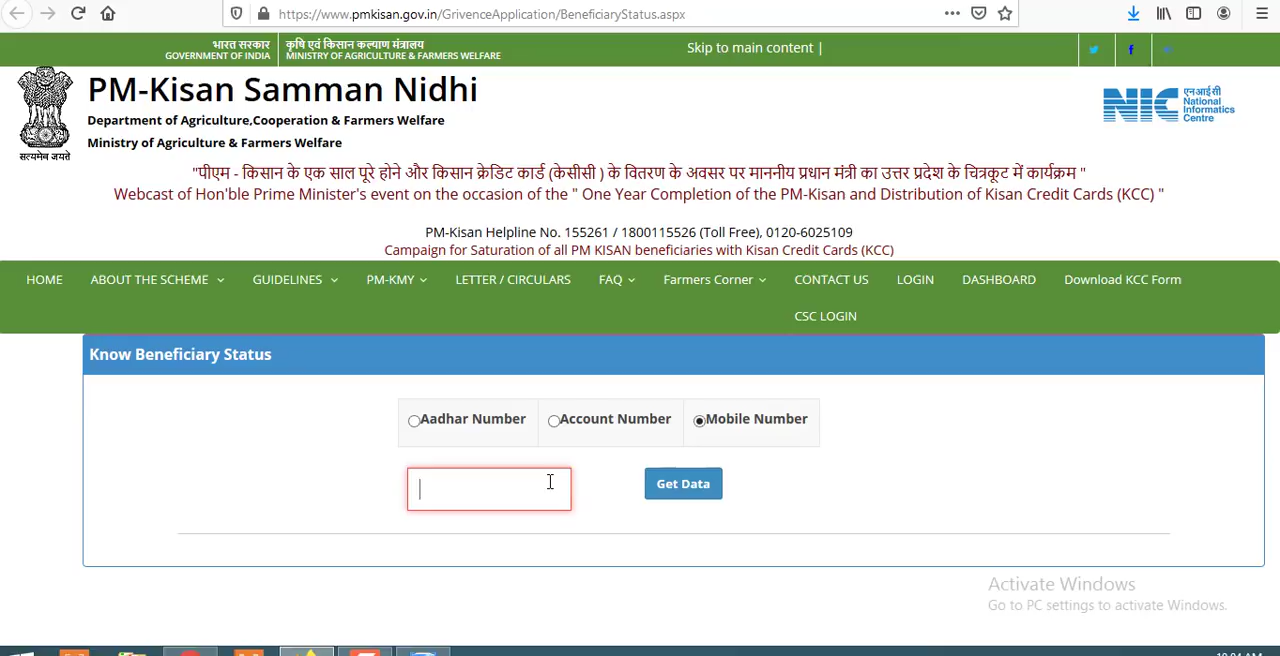 https://www.pmkisan.gov.in/GrivenceApplication/BeneficiaryStatus.aspx
भारत सरकार
GOVERNMENT OF INDIA
कृषि एवं किसान कल्याण मंत्रालय
MINISTRY OF AGRICULTURE & FARMERS WELFARE
Skip to main content |
PM-Kisan Samman Nidhi
Department of Agriculture,Cooperation & Farmers Welfare
Ministry of Agriculture & Farmers Welfare
सत्यमेव जयते
NIC
एनआईसी
National
Informatics
Centre
"पीएम - किसान के एक साल पूरे होने और किसान क्रेडिट कार्ड (केसीसी ) के वितरण के अवसर पर माननीय प्रधान मंत्री का उत्तर प्रदेश के चित्रकूट में कार्यक्रम "
Webcast of Hon'ble Prime Minister's event on the occasion of the " One Year Completion of the PM-Kisan and Distribution of Kisan Credit Cards (KCC) "
PM-Kisan Helpline No. 155261 / 1800115526 (Toll Free), 0120-6025109
Campaign for Saturation of all PM KISAN beneficiaries with Kisan Credit Cards (KCC)
HOME ABOUT THE SCHEME GUIDELINES PM-KMY LETTER / CIRCULARS FAQ Farmers Corner CONTACT US LOGIN DASHBOARD Download KCC Form
CSC LOGIN
Know Beneficiary Status
Aadhar Number Account Number Mobile Number
Get Data
Activate Windows
Go to PC settings to activate Windows.